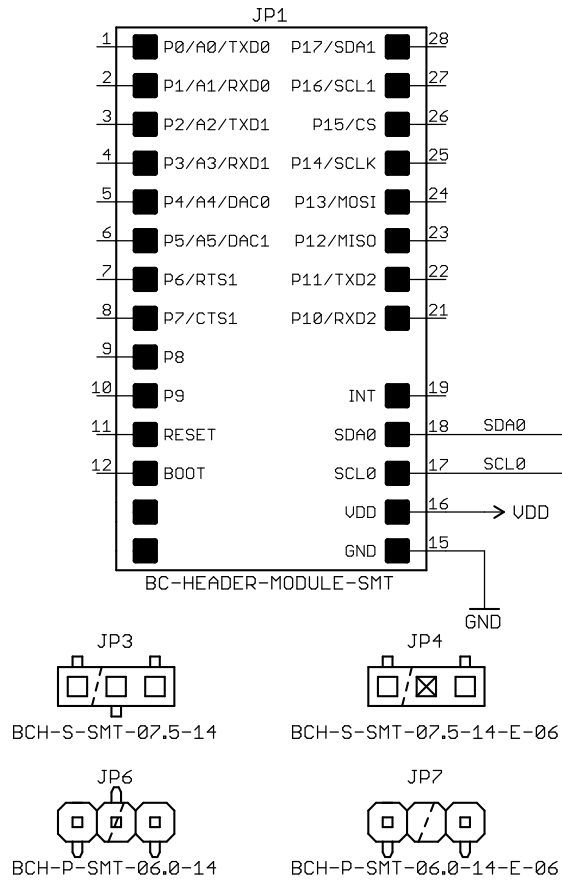 JP1
1 P0/A0/TXD0 P17/SDA1 28
2 P1/A1/RXD0 P16/SCL1 27
3 P2/A2/TXD1 P15/CS 26
4 P3/A3/RXD1 P14/SCLK 25
5 P4/A4/DAC0 P13/MOSI 24
6 P5/A5/DAC1 P12/MISO 23
7 P6/RTS1 P11/TXD2 22
8 P7/CTS1 P10/RXD2 21
9 P8
10 P9 INT 19
11 RESET SDA0 18 SDA0
12 BOOT SCL0 17 SCL0
VDD 16 VDD
GND 15
BC-HEADER-MODULE-SMT
GND
JP3 JP4
BCH-S-SMT-07.5-14 BCH-S-SMT-07.5-14-E-06
JP6 JP7
BCH-P-SMT-06.0-14 BCH-P-SMT-06.0-14-E-06